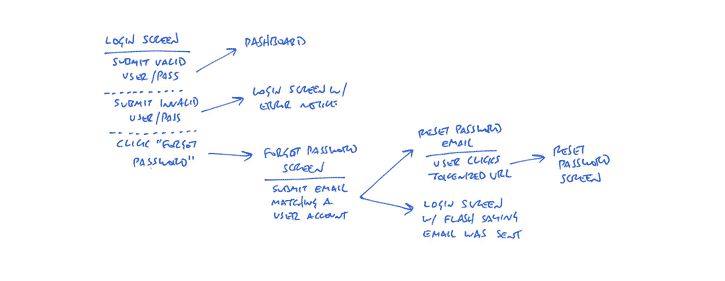 LOGIN SCREEN
SUBMIT VALID
USER/PASS
SUBMIT INVALID
USER/PASS
CLICK "FORGET
PASSWORD"
DASHBOARD
LOGIN SCREEN W/
ERROR NOTICE
FORGET PASSWORD
SCREEN
SUBMIT EMAIL
MATCHING A
USER ACCOUNT
RESET PASSWORD
EMAIL
USER CLICKS
TOKENIZED URL
LOGIN SCREEN
W/ FLASH SAYING
EMAIL WAS SENT
RESET
PASSWORD
SCREEN